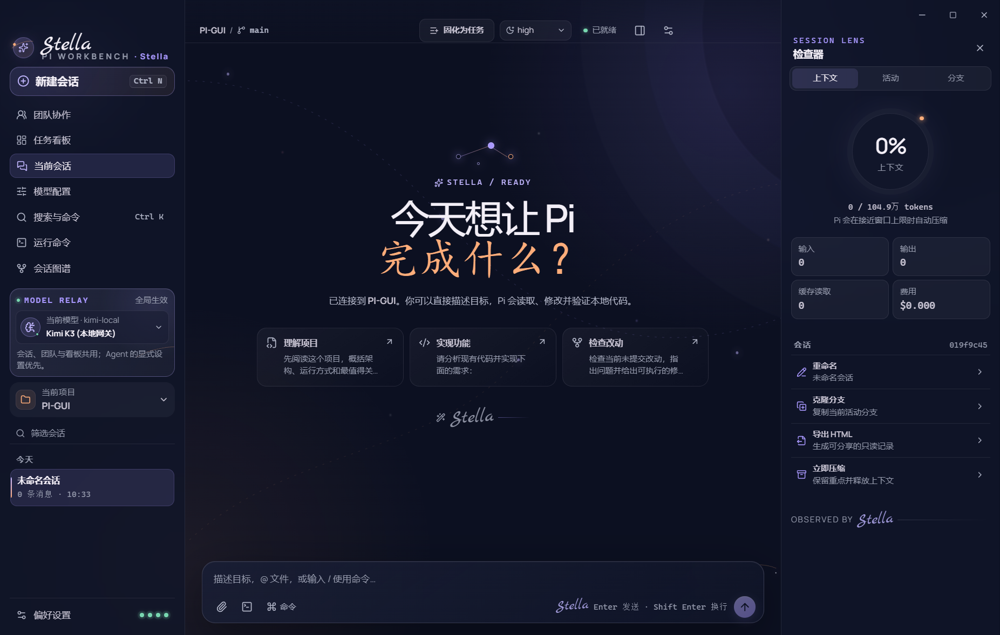 Stella
PI WORKBENCH · Stella
新建会话 Ctrl N
团队协作
任务看板
当前会话
模型配置
搜索与命令 Ctrl K
运行命令
会话图谱
MODEL RELAY 全局生效
当前模型 · kimi-local
Kimi K3 (本地网关)
会话、团队与看板共用；Agent 的显式设
置优先。
当前项目
PI-GUI
筛选会话
今天
未命名会话
0 条消息 · 10:33
偏好设置
PI-GUI / main
固化为任务
high
已就绪
STELLA / READY
今天想让 Pi
完成什么？
已连接到 PI-GUI。你可以直接描述目标，Pi 会读取、修改并验证本地代码。
理解项目
先阅读这个项目，概括架
构、运行方式和最值得关...
实现功能
请分析现有代码并实现下
面的需求：
检查改动
检查当前未提交改动，指
出问题并给出可执行的修...
Stella
描述目标，@ 文件，或输入 / 使用命令...
命令
Stella Enter 发送 · Shift Enter 换行
SESSION LENS
检查器
上下文 活动 分支
0%
上下文
0 / 104.9万 tokens
Pi 会在接近窗口上限时自动压缩
输入
0
输出
0
缓存读取
0
费用
$0.000
会话 019f9c45
重命名
未命名会话
克隆分支
复制当前活动分支
导出 HTML
生成可分享的只读记录
立即压缩
保留重点并释放上下文
OBSERVED BY Stella